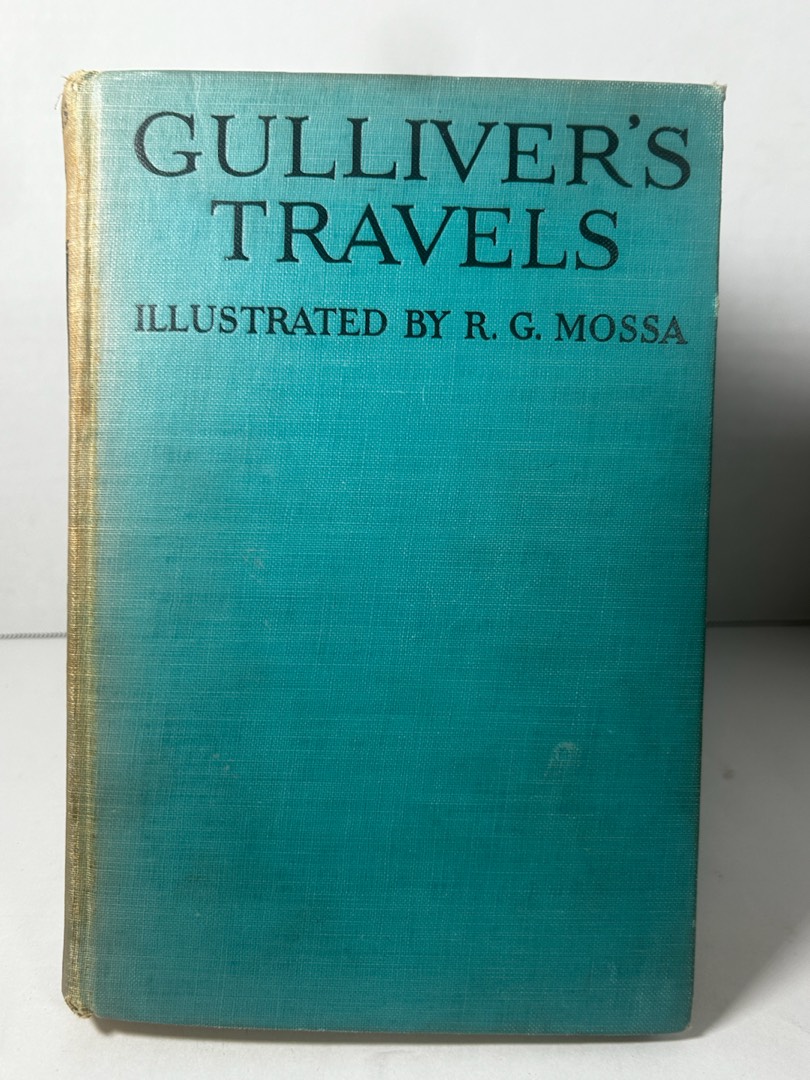 GULLIVER'S
TRAVELS
ILLUSTRATED BY R. G. MOSSA